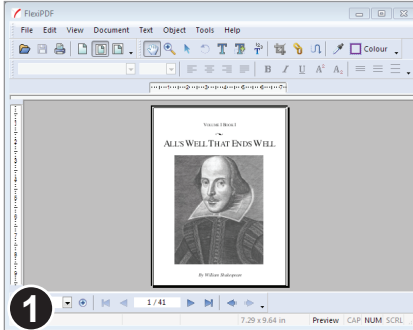 FlexiPDF
File Edit View Document Text Object Tools Help
Colour
B I U A² A₂
VOLUME I BOOK I
ALL'S WELL THAT ENDS WELL
By William Shakespeare
1 1 / 41
7.29 x 9.64 in Preview CAP NUM SCRL